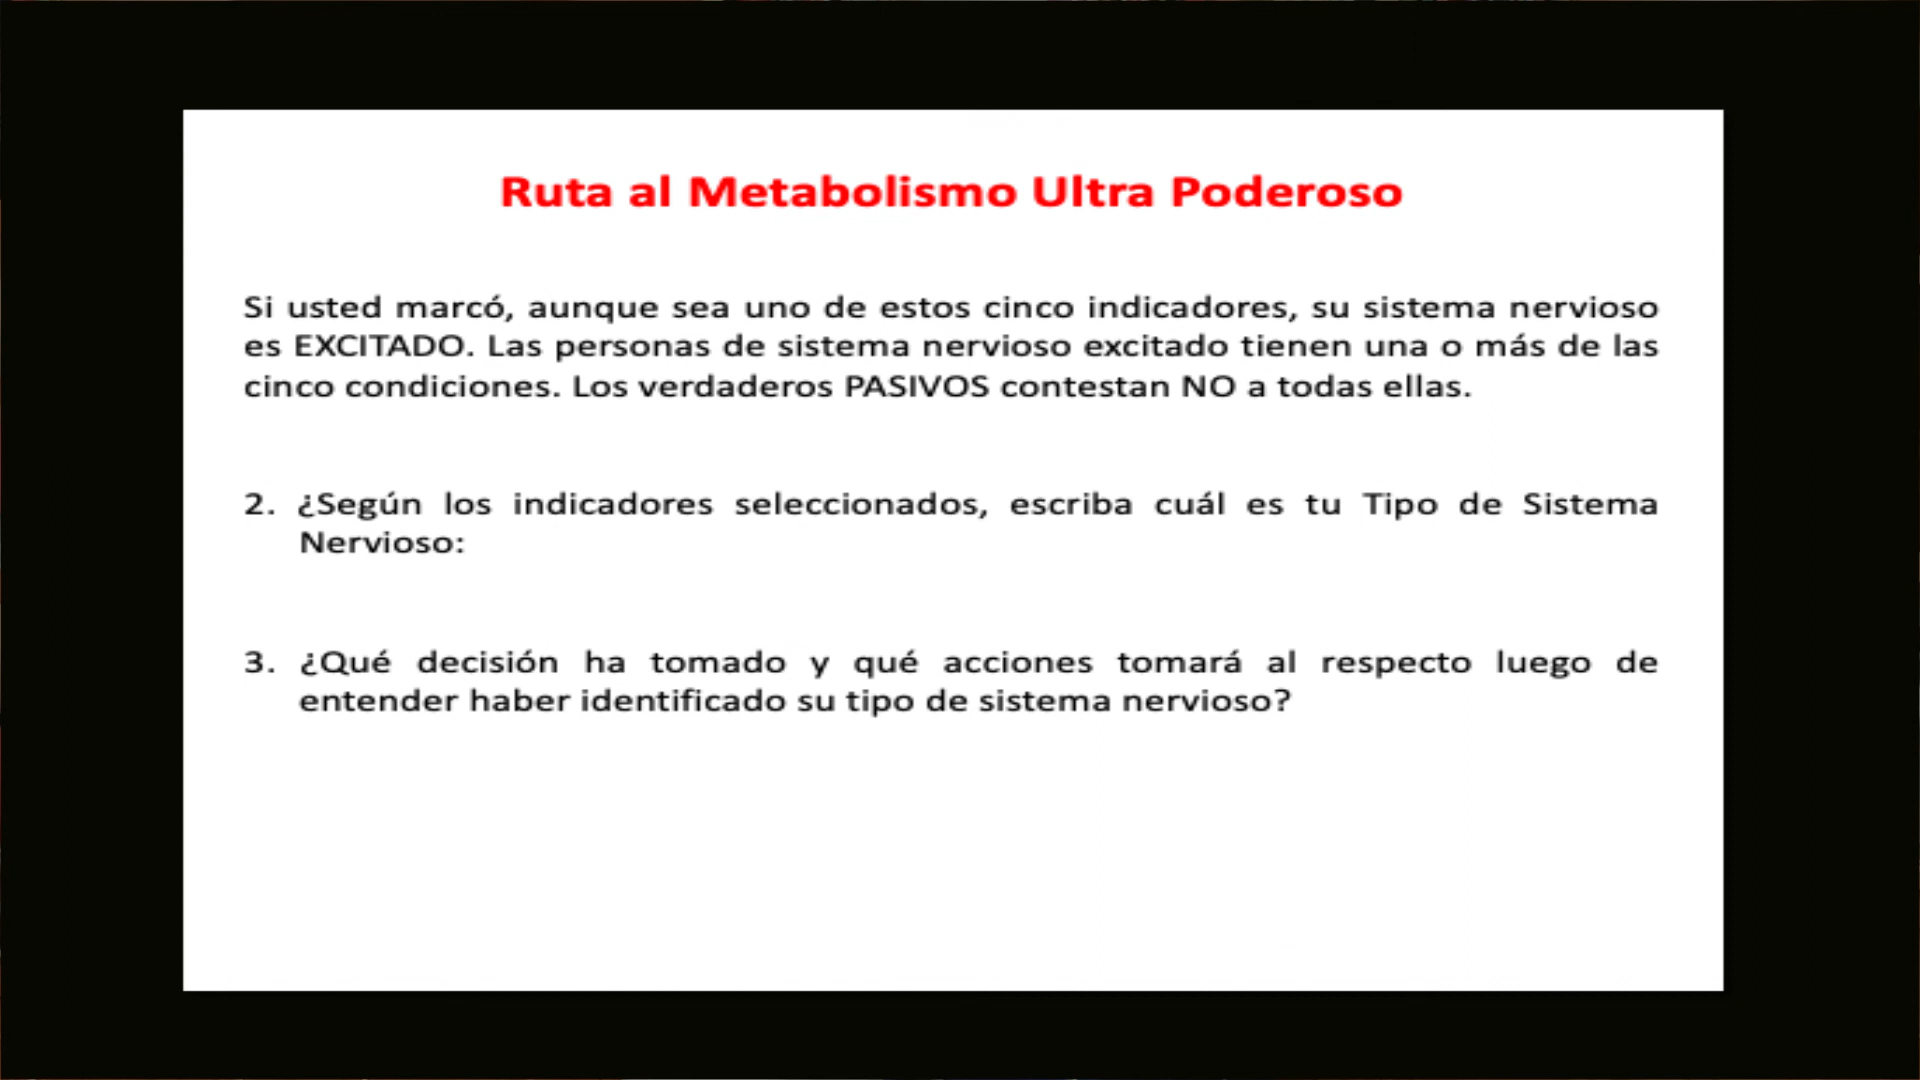 Ruta al Metabolismo Ultra Poderoso
Si usted marcó, aunque sea uno de estos cinco indicadores, su sistema nervioso
es EXCITADO. Las personas de sistema nervioso excitado tienen una o más de las
cinco condiciones. Los verdaderos PASIVOS contestan NO a todas ellas.
2. ¿Según los indicadores seleccionados, escriba cuál es tu Tipo de Sistema
Nervioso:
3. ¿Qué decisión ha tomado y qué acciones tomará al respecto luego de
entender haber identificado su tipo de sistema nervioso?